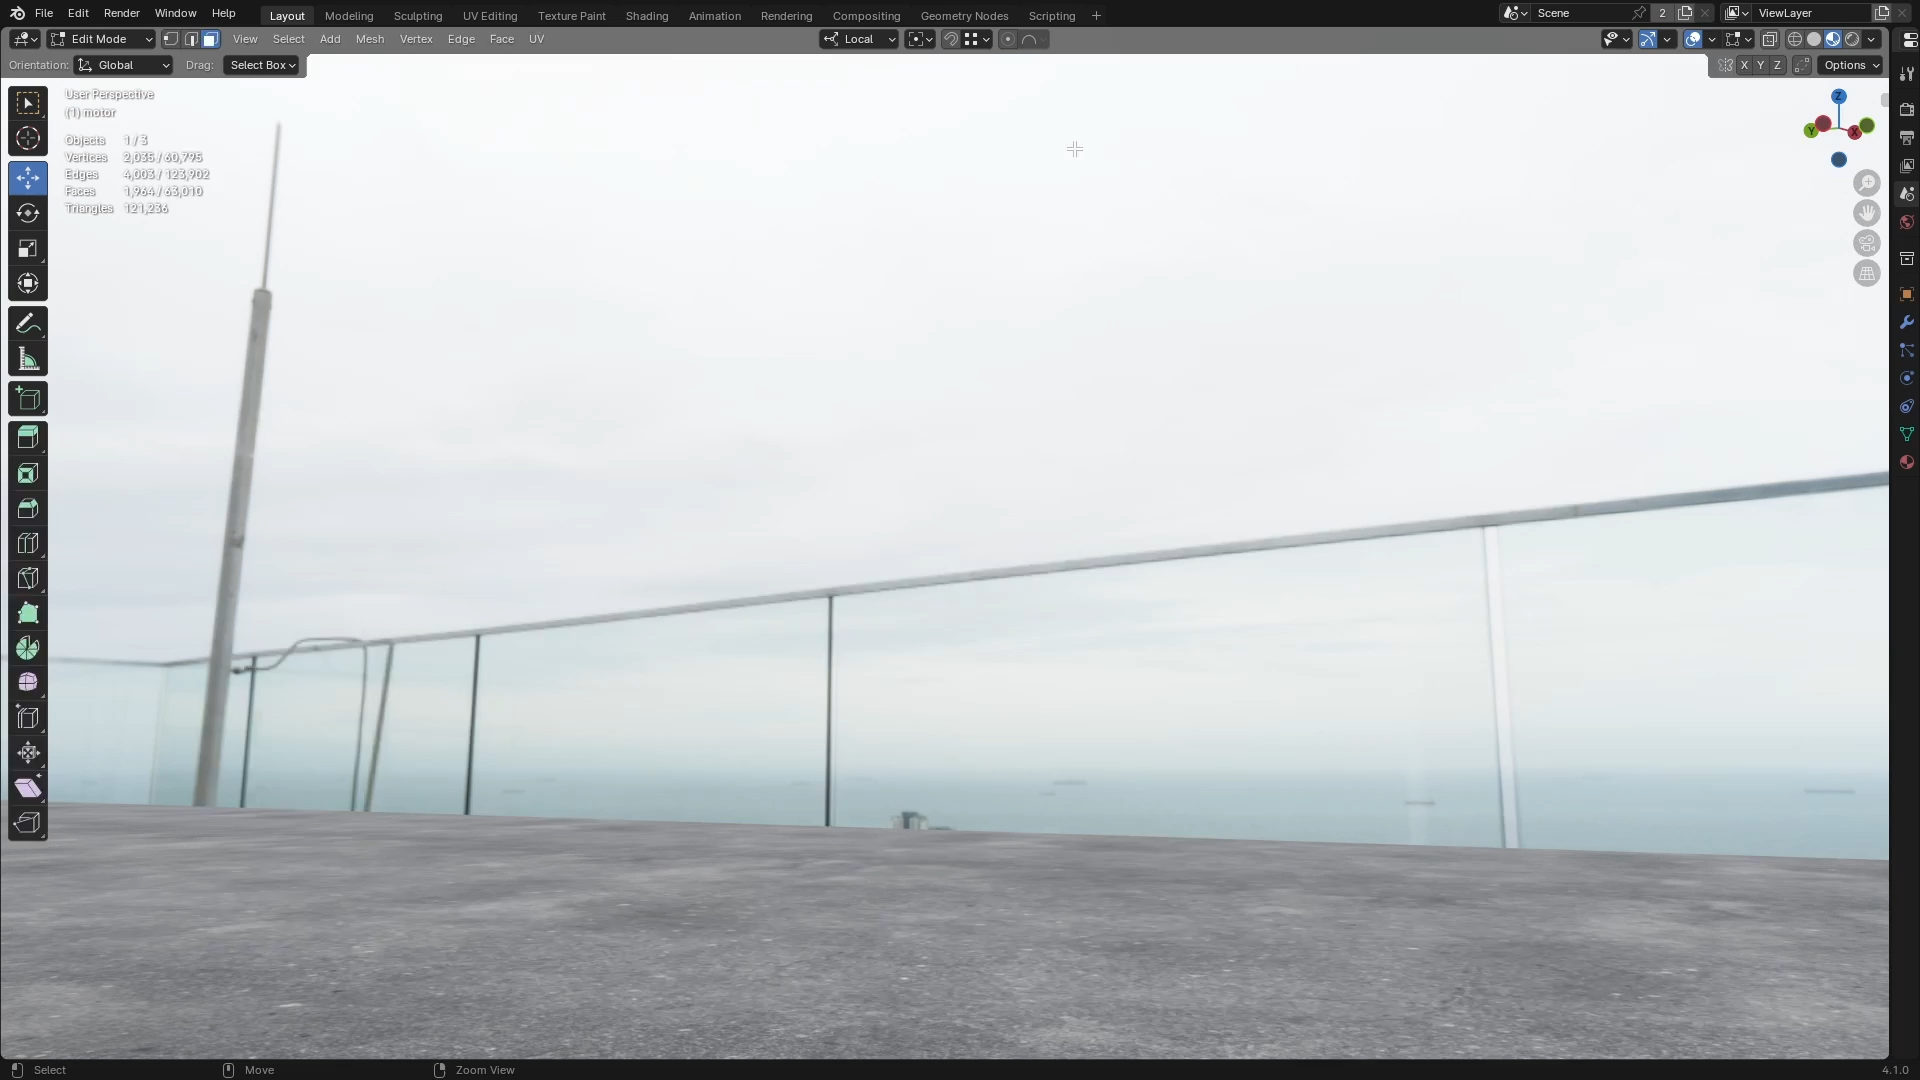 File Edit Render Window Help Layout Modeling Sculpting UV Editing Texture Paint Shading Animation Rendering Compositing Geometry Nodes Scripting + Scene 2 ViewLayer
Edit Mode View Select Add Mesh Vertex Edge Face UV Local
Orientation: Global Drag: Select Box X Y Z Options
User Perspective
(1) motor
Objects 1 / 3
Vertices 2,035 / 60,795
Edges 4,003 / 123,902
Faces 1,964 / 63,010
Triangles 121,236
Z
Y
X
Select Move Zoom View 4.1.0